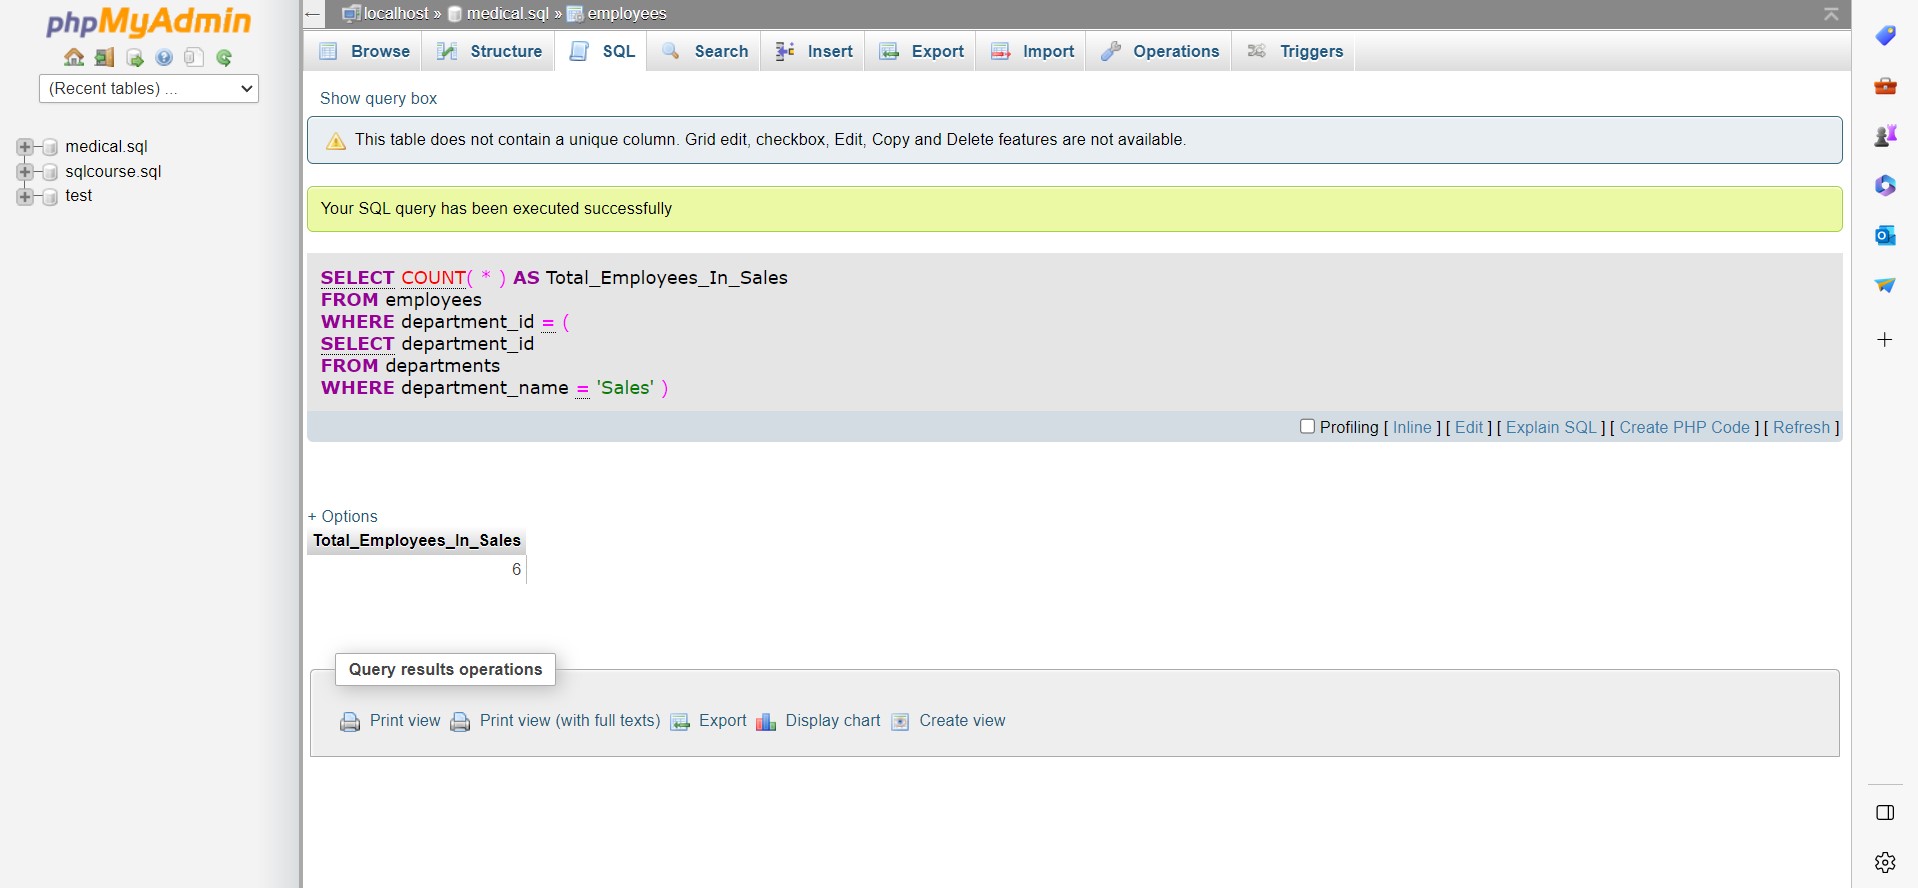 phpMyAdmin
(Recent tables) ...
medical.sql
sqlcourse.sql
test
← localhost » medical.sql » employees
Browse Structure SQL Search Insert Export Import Operations Triggers
Show query box
This table does not contain a unique column. Grid edit, checkbox, Edit, Copy and Delete features are not available.
Your SQL query has been executed successfully
SELECT COUNT( * ) AS Total_Employees_In_Sales
FROM employees
WHERE department_id = (
SELECT department_id
FROM departments
WHERE department_name = 'Sales' )
Profiling [ Inline ] [ Edit ] [ Explain SQL ] [ Create PHP Code ] [ Refresh ]
+ Options
Total_Employees_In_Sales
6
Query results operations
Print view Print view (with full texts) Export Display chart Create view